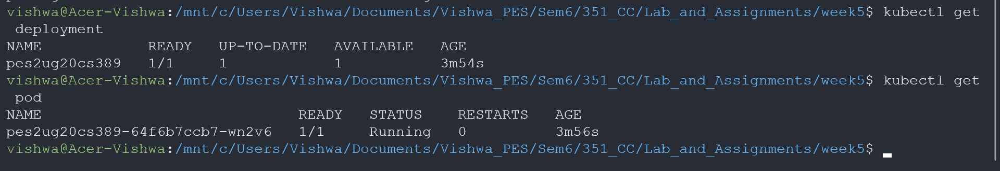 vishwa@Acer-Vishwa:/mnt/c/Users/Vishwa/Documents/Vishwa_PES/Sem6/351_CC/Lab_and_Assignments/week5$ kubectl get
deployment
NAME READY UP-TO-DATE AVAILABLE AGE
pes2ug20cs389 1/1 1 1 3m54s
vishwa@Acer-Vishwa:/mnt/c/Users/Vishwa/Documents/Vishwa_PES/Sem6/351_CC/Lab_and_Assignments/week5$ kubectl get
pod
NAME READY STATUS RESTARTS AGE
pes2ug20cs389-64f6b7ccb7-wn2v6 1/1 Running 0 3m56s
vishwa@Acer-Vishwa:/mnt/c/Users/Vishwa/Documents/Vishwa_PES/Sem6/351_CC/Lab_and_Assignments/week5$